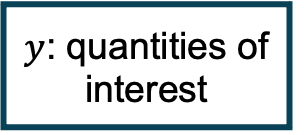 y: quantities of
interest